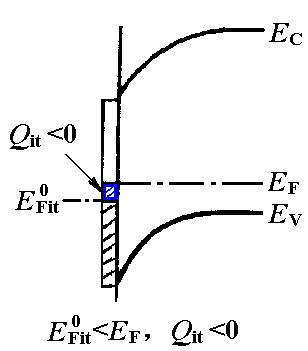 E_C
Q_it <0
E_F
E^0_Fit
E_V
E^0_Fit<E_F，Q_it <0